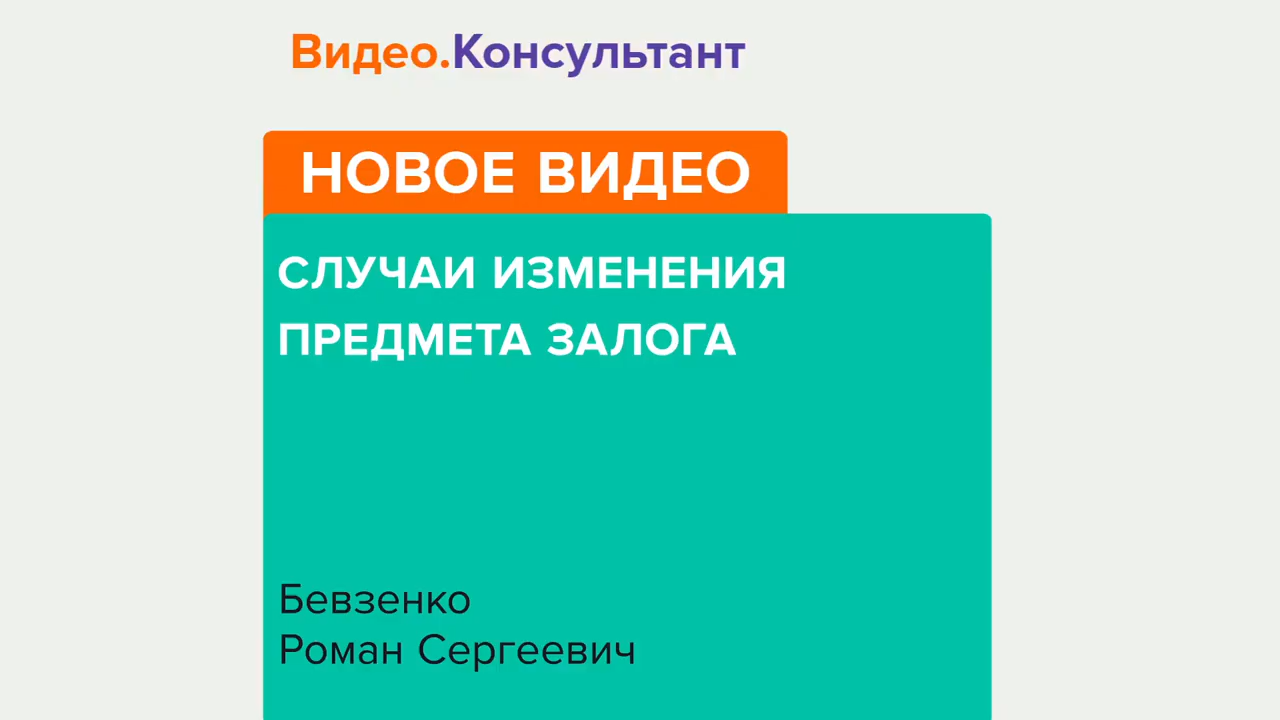 Видео.Консультант
НОВОЕ ВИДЕО
СЛУЧАИ ИЗМЕНЕНИЯ
ПРЕДМЕТА ЗАЛОГА
Бевзенко
Роман Сергеевич